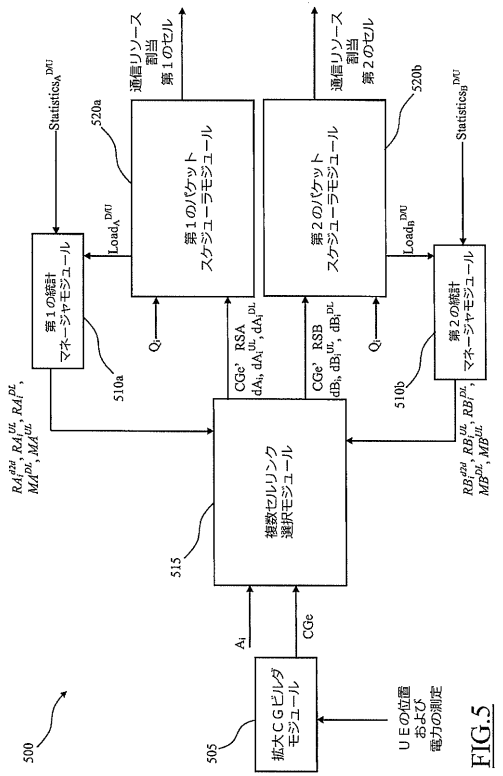 500
505
拡大ＣＧビルダ
モジュール
ＵＥの位置
および
電力の測定
A_i
CGe
515
複数セルリンク
選択モジュール
RA_i^{d2d}, RA_i^{UL}, RA_i^{DL},
MA^{DL}, MA^{UL}
510a
第１の統計
マネージャモジュール
Statistics_A^{D/U}
Load_A^{D/U}
Q_i
CGe’ RSA
dA_i, dA_i^{UL}, dA_i^{DL}
520a
第１のパケット
スケジューラモジュール
通信リソース
割当
第１のセル
CGe’ RSB
dB_i, dB_i^{UL}, dB_i^{DL}
520b
第２のパケット
スケジューラモジュール
通信リソース
割当
第２のセル
Q_i
Load_B^{D/U}
510b
第２の統計
マネージャモジュール
Statistics_B^{D/U}
RB_i^{d2d}, RB_i^{UL}, RB_i^{DL},
MB^{DL}, MB^{UL}
FIG.5